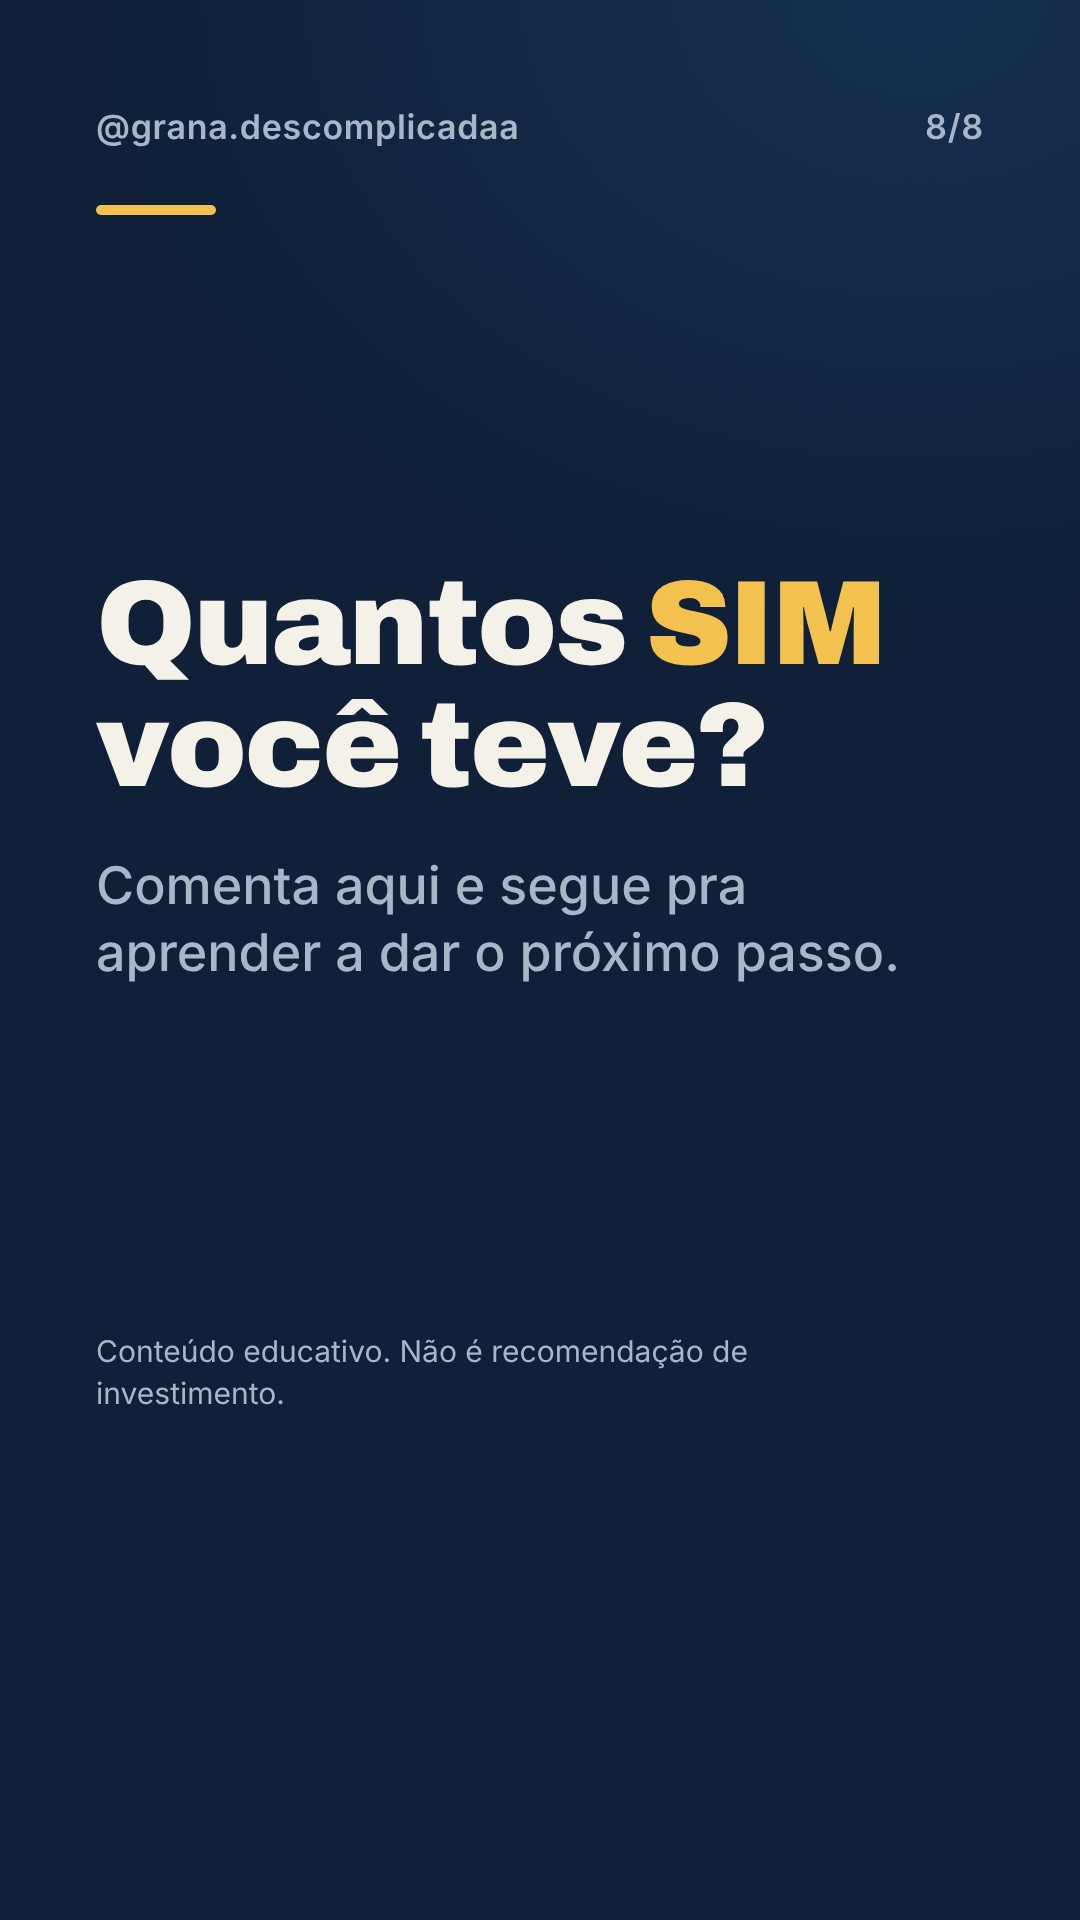 @grana.descomplicadaa
8/8
Quantos SIM
você teve?
Comenta aqui e segue pra
aprender a dar o próximo passo.
Conteúdo educativo. Não é recomendação de
investimento.